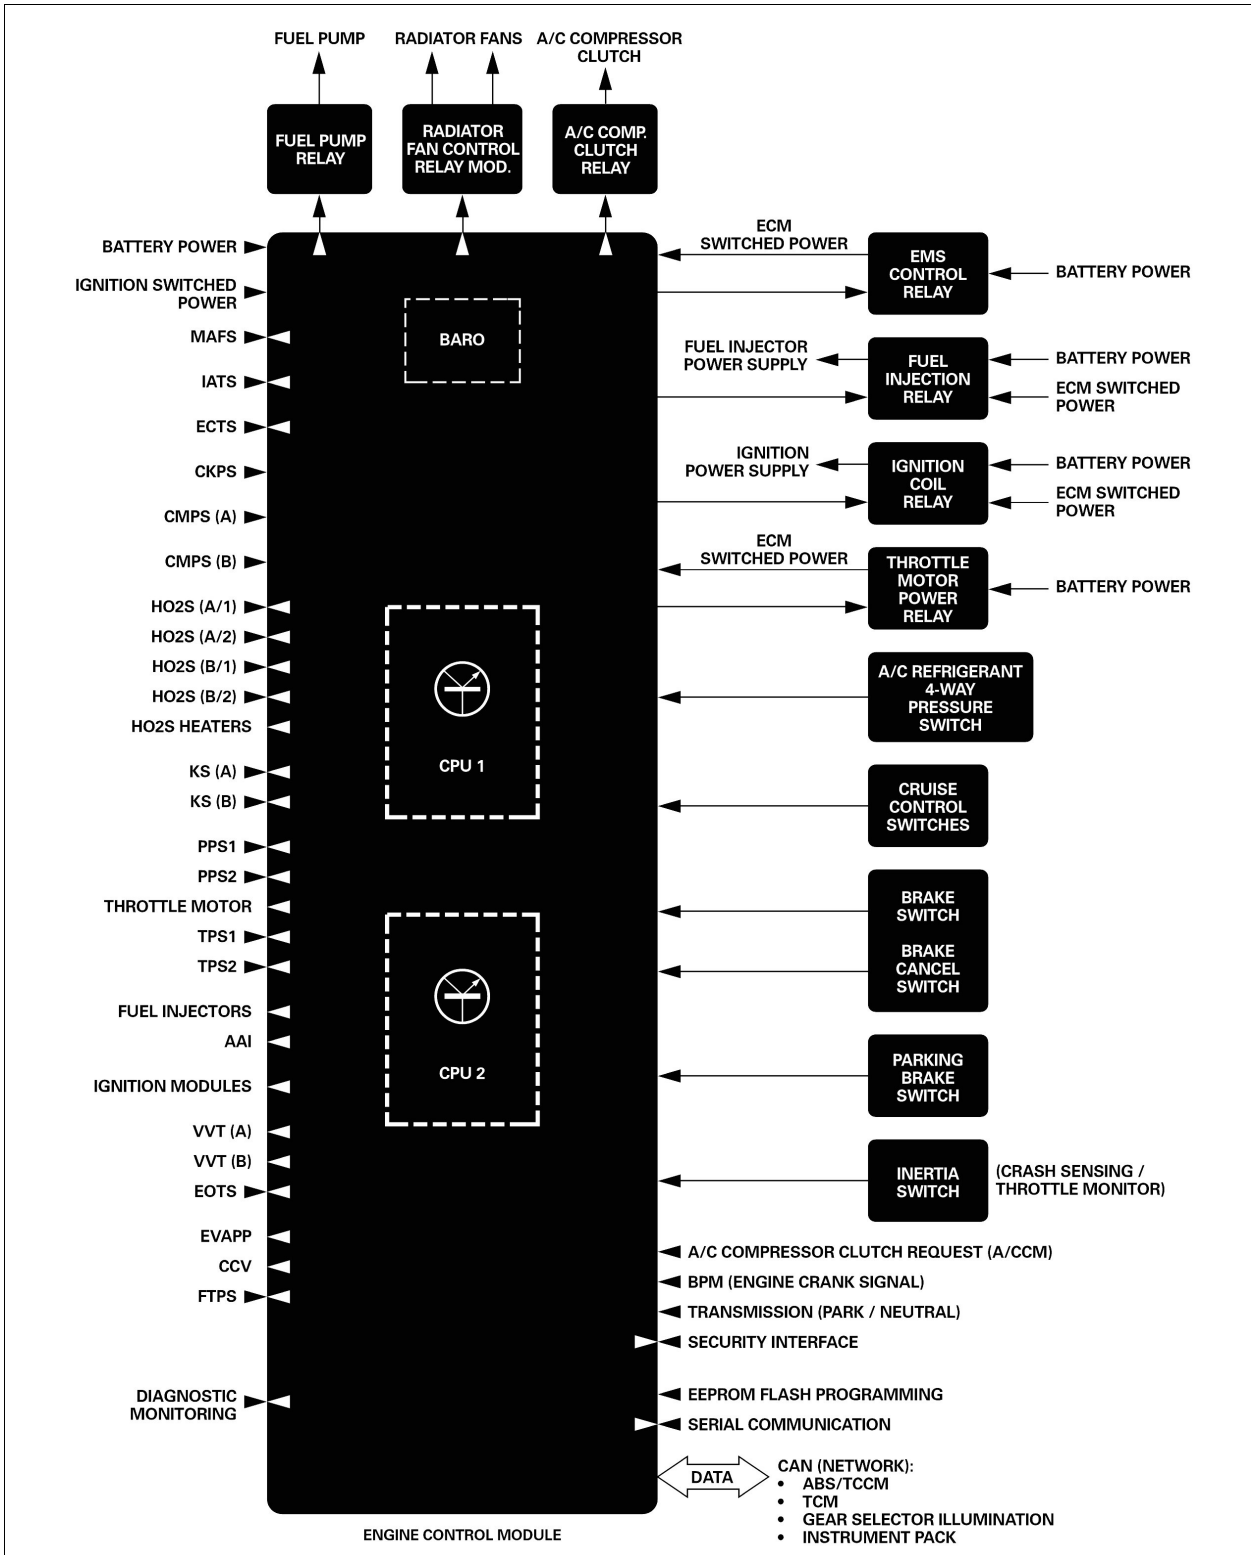 FUEL PUMP
RADIATOR FANS
A/C COMPRESSOR
CLUTCH
FUEL PUMP
RELAY
RADIATOR
FAN CONTROL
RELAY MOD.
A/C COMP.
CLUTCH
RELAY
BATTERY POWER
IGNITION SWITCHED
POWER
MAFS
IATS
ECTS
CKPS
CMPS (A)
CMPS (B)
HO2S (A/1)
HO2S (A/2)
HO2S (B/1)
HO2S (B/2)
HO2S HEATERS
KS (A)
KS (B)
PPS1
PPS2
THROTTLE MOTOR
TPS1
TPS2
FUEL INJECTORS
AAI
IGNITION MODULES
VVT (A)
VVT (B)
EOTS
EVAPP
CCV
FTPS
DIAGNOSTIC
MONITORING
BARO
CPU 1
CPU 2
ECM
SWITCHED POWER
EMS
CONTROL
RELAY
BATTERY POWER
FUEL INJECTOR
POWER SUPPLY
FUEL
INJECTION
RELAY
BATTERY POWER
ECM SWITCHED
POWER
IGNITION
POWER SUPPLY
IGNITION
COIL
RELAY
BATTERY POWER
ECM SWITCHED
POWER
ECM
SWITCHED POWER
THROTTLE
MOTOR
POWER
RELAY
BATTERY POWER
A/C REFRIGERANT
4-WAY
PRESSURE
SWITCH
CRUISE
CONTROL
SWITCHES
BRAKE
SWITCH
BRAKE
CANCEL
SWITCH
PARKING
BRAKE
SWITCH
INERTIA
SWITCH
(CRASH SENSING /
THROTTLE MONITOR)
A/C COMPRESSOR CLUTCH REQUEST (A/CCM)
BPM (ENGINE CRANK SIGNAL)
TRANSMISSION (PARK / NEUTRAL)
SECURITY INTERFACE
EEPROM FLASH PROGRAMMING
SERIAL COMMUNICATION
DATA
CAN (NETWORK):
• ABS/TCCM
• TCM
• GEAR SELECTOR ILLUMINATION
• INSTRUMENT PACK
ENGINE CONTROL MODULE